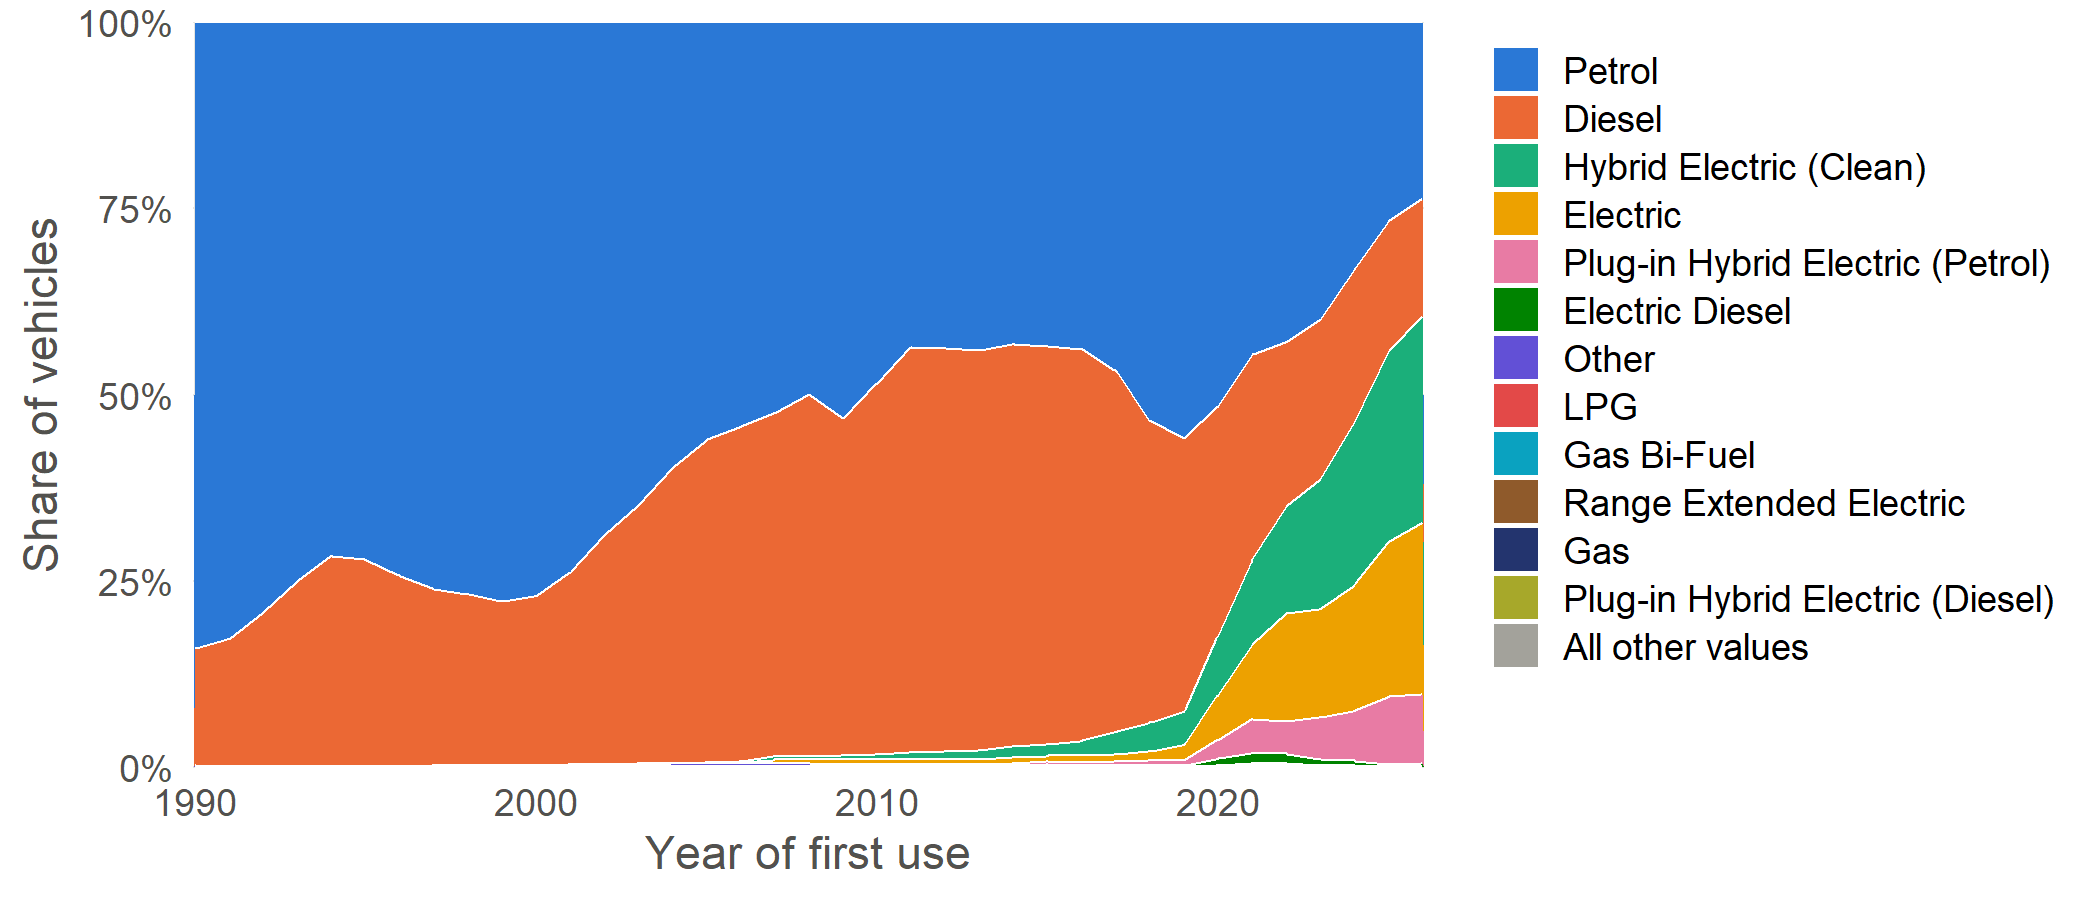 100%
75%
50%
25%
0%
Share of vehicles
1990
2000
2010
2020
Year of first use
Petrol
Diesel
Hybrid Electric (Clean)
Electric
Plug-in Hybrid Electric (Petrol)
Electric Diesel
Other
LPG
Gas Bi-Fuel
Range Extended Electric
Gas
Plug-in Hybrid Electric (Diesel)
All other values